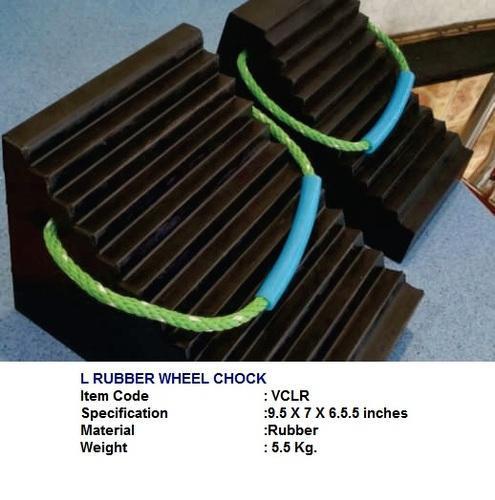 L RUBBER WHEEL CHOCK
Item Code : VCLR
Specification :9.5 X 7 X 6.5.5 inches
Material :Rubber
Weight : 5.5 Kg.